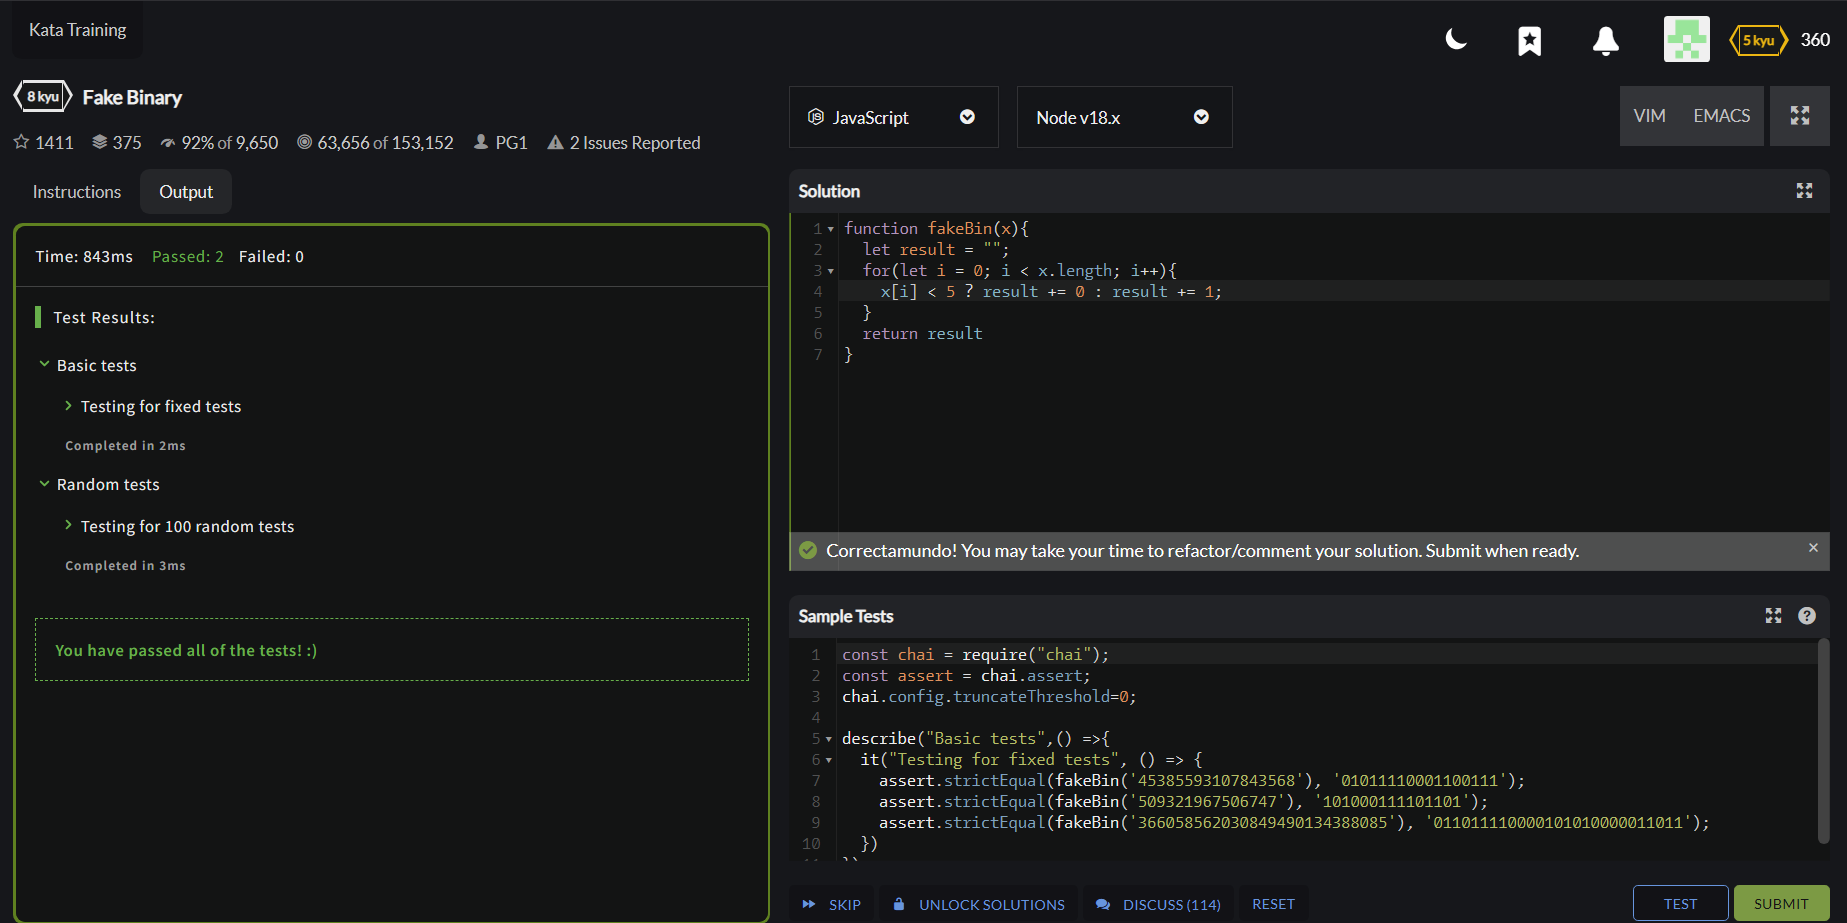 Kata Training
5 kyu 360
8 kyu Fake Binary
1411 375 92% of 9,650 63,656 of 153,152 PG1 2 Issues Reported
Instructions Output
Time: 843ms Passed: 2 Failed: 0
Test Results:
Basic tests
Testing for fixed tests
Completed in 2ms
Random tests
Testing for 100 random tests
Completed in 3ms
You have passed all of the tests! :)
JavaScript Node v18.x VIM EMACS
Solution
1 function fakeBin(x){
2 let result = "";
3 for(let i = 0; i < x.length; i++){
4 x[i] < 5 ? result += 0 : result += 1;
5 }
6 return result
7 }
Correctamundo! You may take your time to refactor/comment your solution. Submit when ready.
Sample Tests
1 const chai = require("chai");
2 const assert = chai.assert;
3 chai.config.truncateThreshold=0;
4
5 describe("Basic tests",() =>{
6 it("Testing for fixed tests", () => {
7 assert.strictEqual(fakeBin('45385593107843568'), '01011110001100111');
8 assert.strictEqual(fakeBin('509321967506747'), '101000111101101');
9 assert.strictEqual(fakeBin('366058562030849490134388085'), '011011110000101010000011011');
10 })
SKIP UNLOCK SOLUTIONS DISCUSS (114) RESET TEST SUBMIT